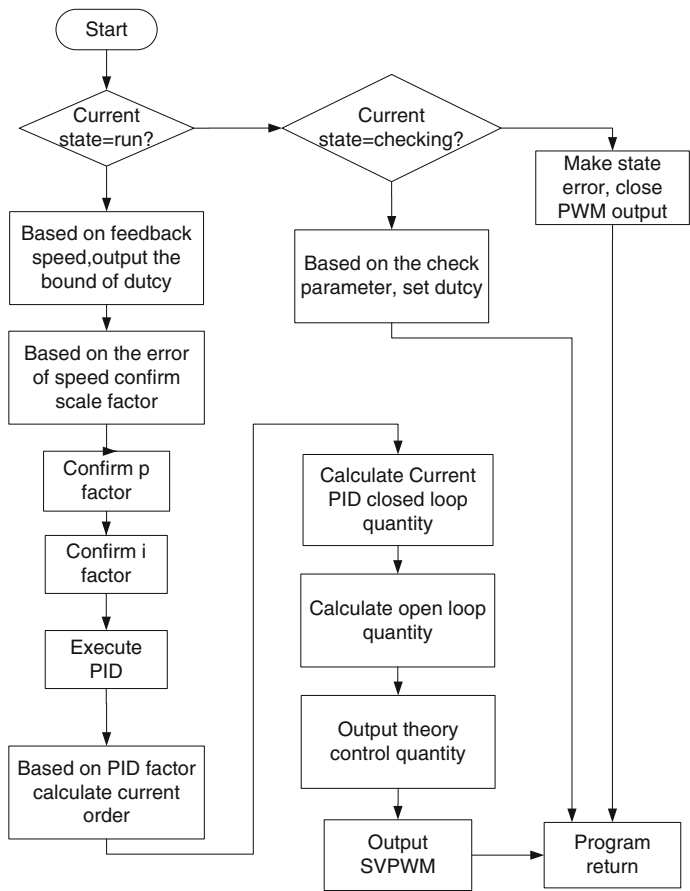 Start
Current
state=run?
Current
state=checking?
Make state
error, close
PWM output
Based on feedback
speed,output the
bound of dutcy
Based on the check
parameter, set dutcy
Based on the error
of speed confirm
scale factor
Confirm p
factor
Confirm i
factor
Execute
PID
Based on PID factor
calculate current
order
Calculate Current
PID closed loop
quantity
Calculate open loop
quantity
Output theory
control quantity
Output
SVPWM
Program
return